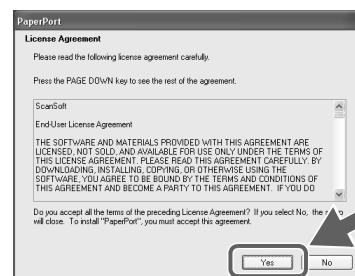 PaperPort
License Agreement
Please read the following license agreement carefully.
Press the PAGE DOWN key to see the rest of the agreement.
ScanSoft
End-User License Agreement
THE SOFTWARE AND MATERIALS PROVIDED WITH THIS AGREEMENT ARE
LICENSED, NOT SOLD, AND AVAILABLE FOR USE ONLY UNDER THE TERMS OF
THIS LICENSE AGREEMENT. PLEASE READ THIS AGREEMENT CAREFULLY. BY
DOWNLOADING, INSTALLING, COPYING, OR OTHERWISE USING THE
SOFTWARE, YOU AGREE TO BE BOUND BY THE TERMS AND CONDITIONS OF
THIS AGREEMENT AND BECOME A PARTY TO THIS AGREEMENT. IF YOU DO
Do you accept all the terms of the preceding License Agreement? If you select No, the
will close. To install "PaperPort", you must accept this agreement.
Yes
No